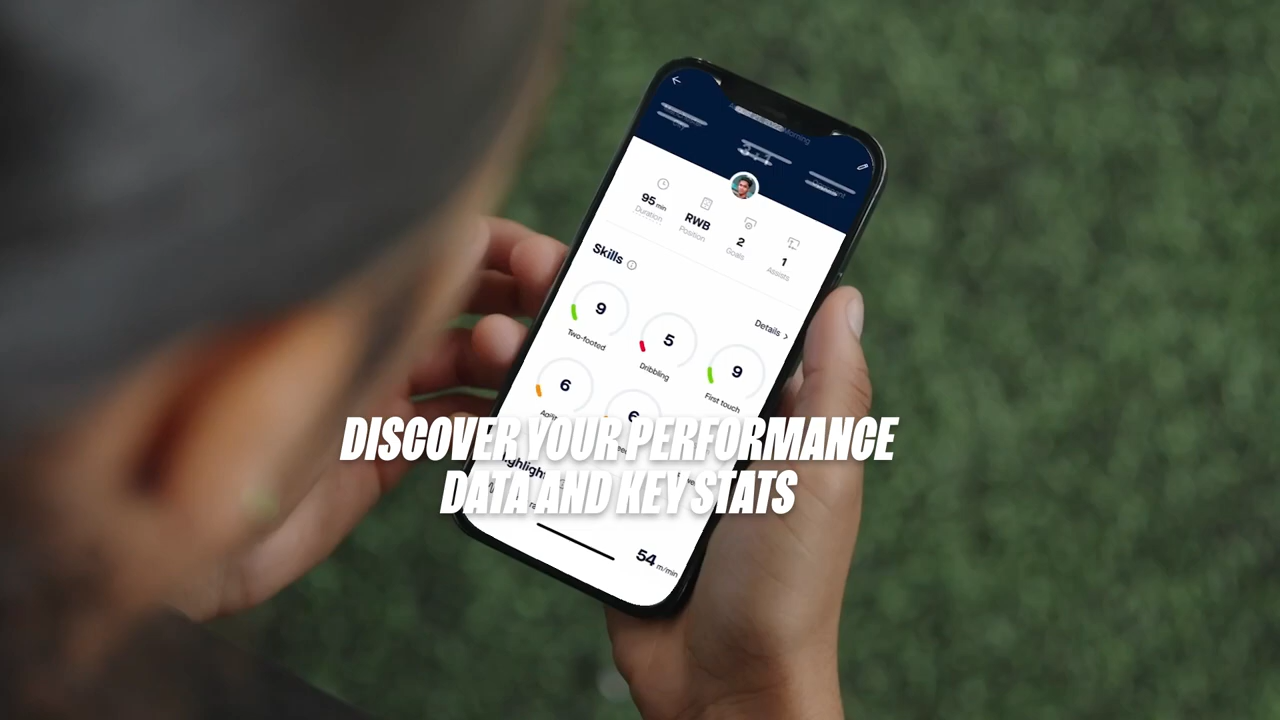 Morning
95 min
Duration
RWB
Position
2
Goals
1
Assists
Skills
Details
9
Two-footed
5
Dribbling
9
First touch
6
6
DISCOVER YOUR PERFORMANCE
DATA AND KEY STATS
54 m/min